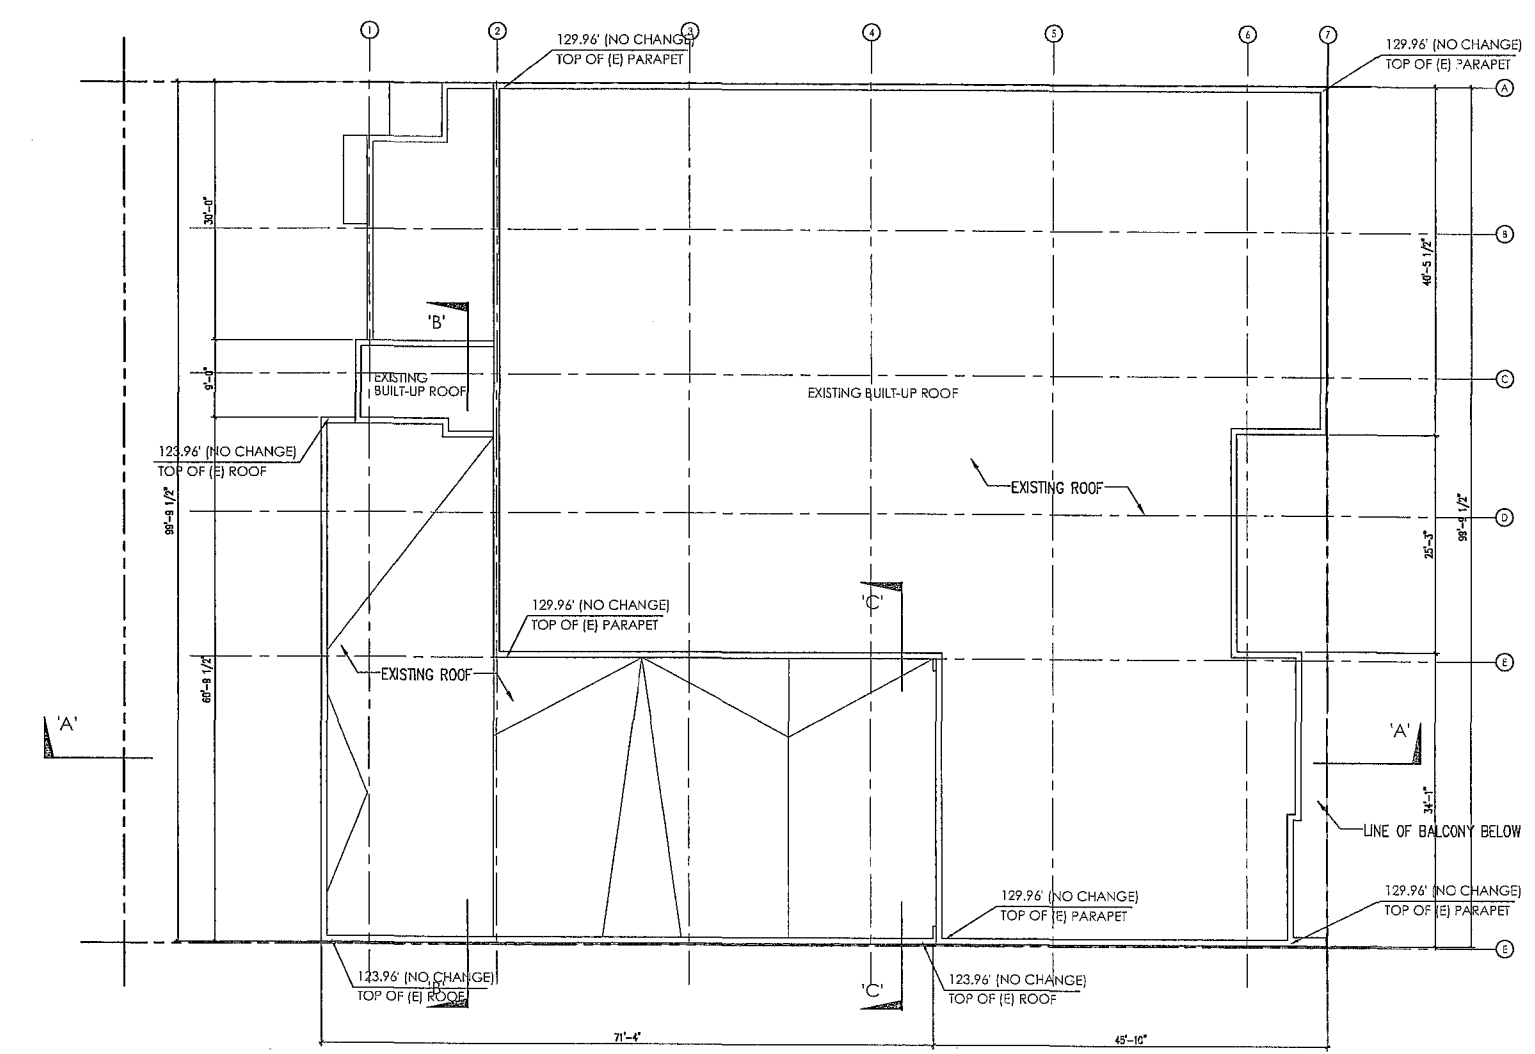 1
2
3
4
5
6
7
129.96' (NO CHANGE)
TOP OF (E) PARAPET
129.96' (NO CHANGE)
TOP OF (E) PARAPET
A
30'-0"
B
40'-5 1/2"
'B'
9'-0"
EXISTING
BUILT-UP ROOF
EXISTING BUILT-UP ROOF
C
123.96' (NO CHANGE)
TOP OF (E) ROOF
99'-9 1/2"
EXISTING ROOF
99'-9 1/2"
D
25'-3"
129.96' (NO CHANGE)
TOP OF (E) PARAPET
'C'
60'-9 1/2"
EXISTING ROOF
E
'A'
'A'
34'-1"
LINE OF BALCONY BELOW
129.96' (NO CHANGE)
TOP OF (E) PARAPET
129.96' (NO CHANGE)
TOP OF (E) PARAPET
E
123.96' (NO CHANGE)
TOP OF (E) ROOF
'B'
'C'
123.96' (NO CHANGE)
TOP OF (E) ROOF
71'-4"
45'-10"